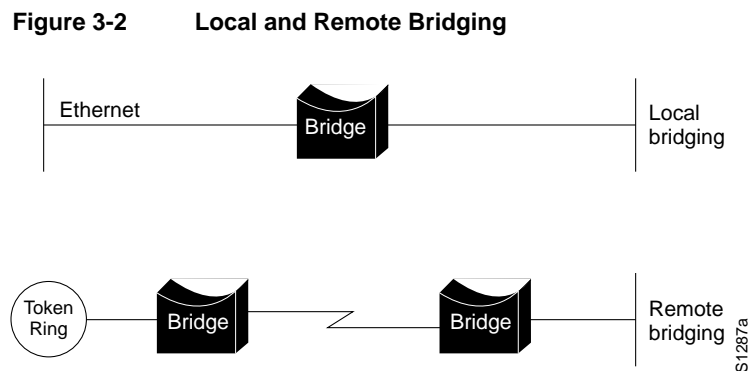 Figure 3-2 Local and Remote Bridging
Ethernet
Bridge
Local
bridging
Token
Ring
Bridge
Bridge
Remote
bridging
S1287a